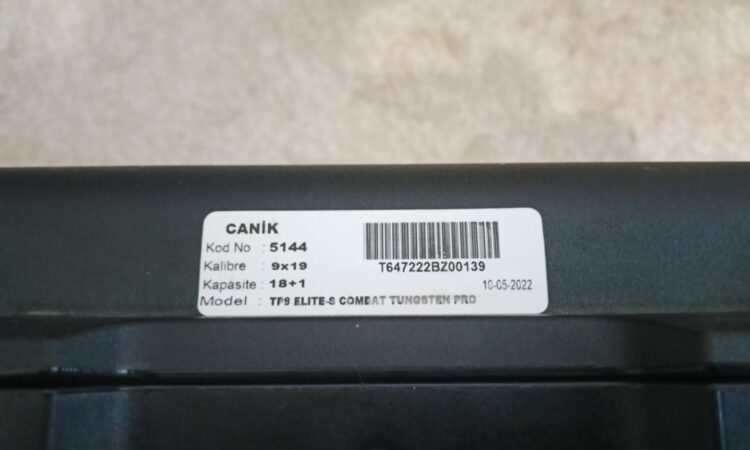 CANİK
Kod No : 5144
Kalibre : 9x19
Kapasite : 18+1
Model : TP9 ELITE-S COMBAT TUNGSTEN PRO
T647222BZ00139
10-05-2022